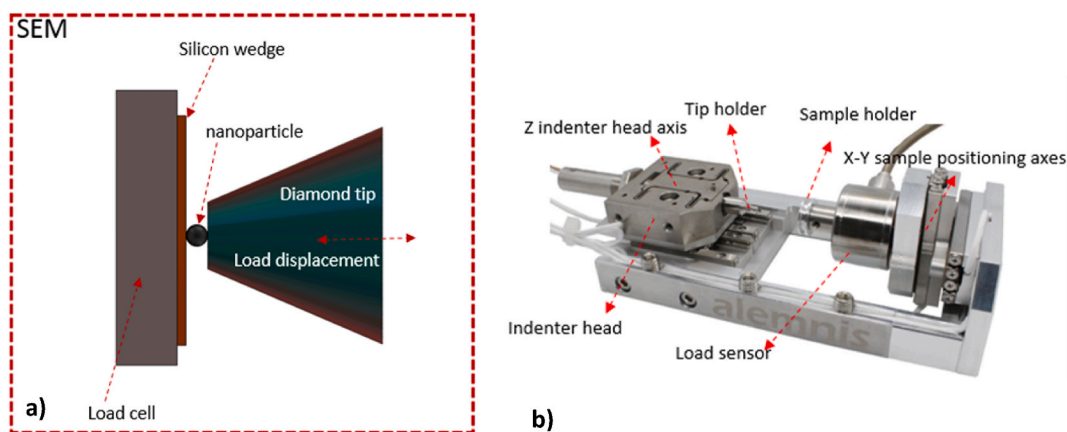 SEM
Silicon wedge
nanoparticle
Diamond tip
Load displacement
Load cell
a)
Tip holder
Sample holder
Z indenter head axis
X-Y sample positioning axes
Indenter head
alemnis
Load sensor
b)